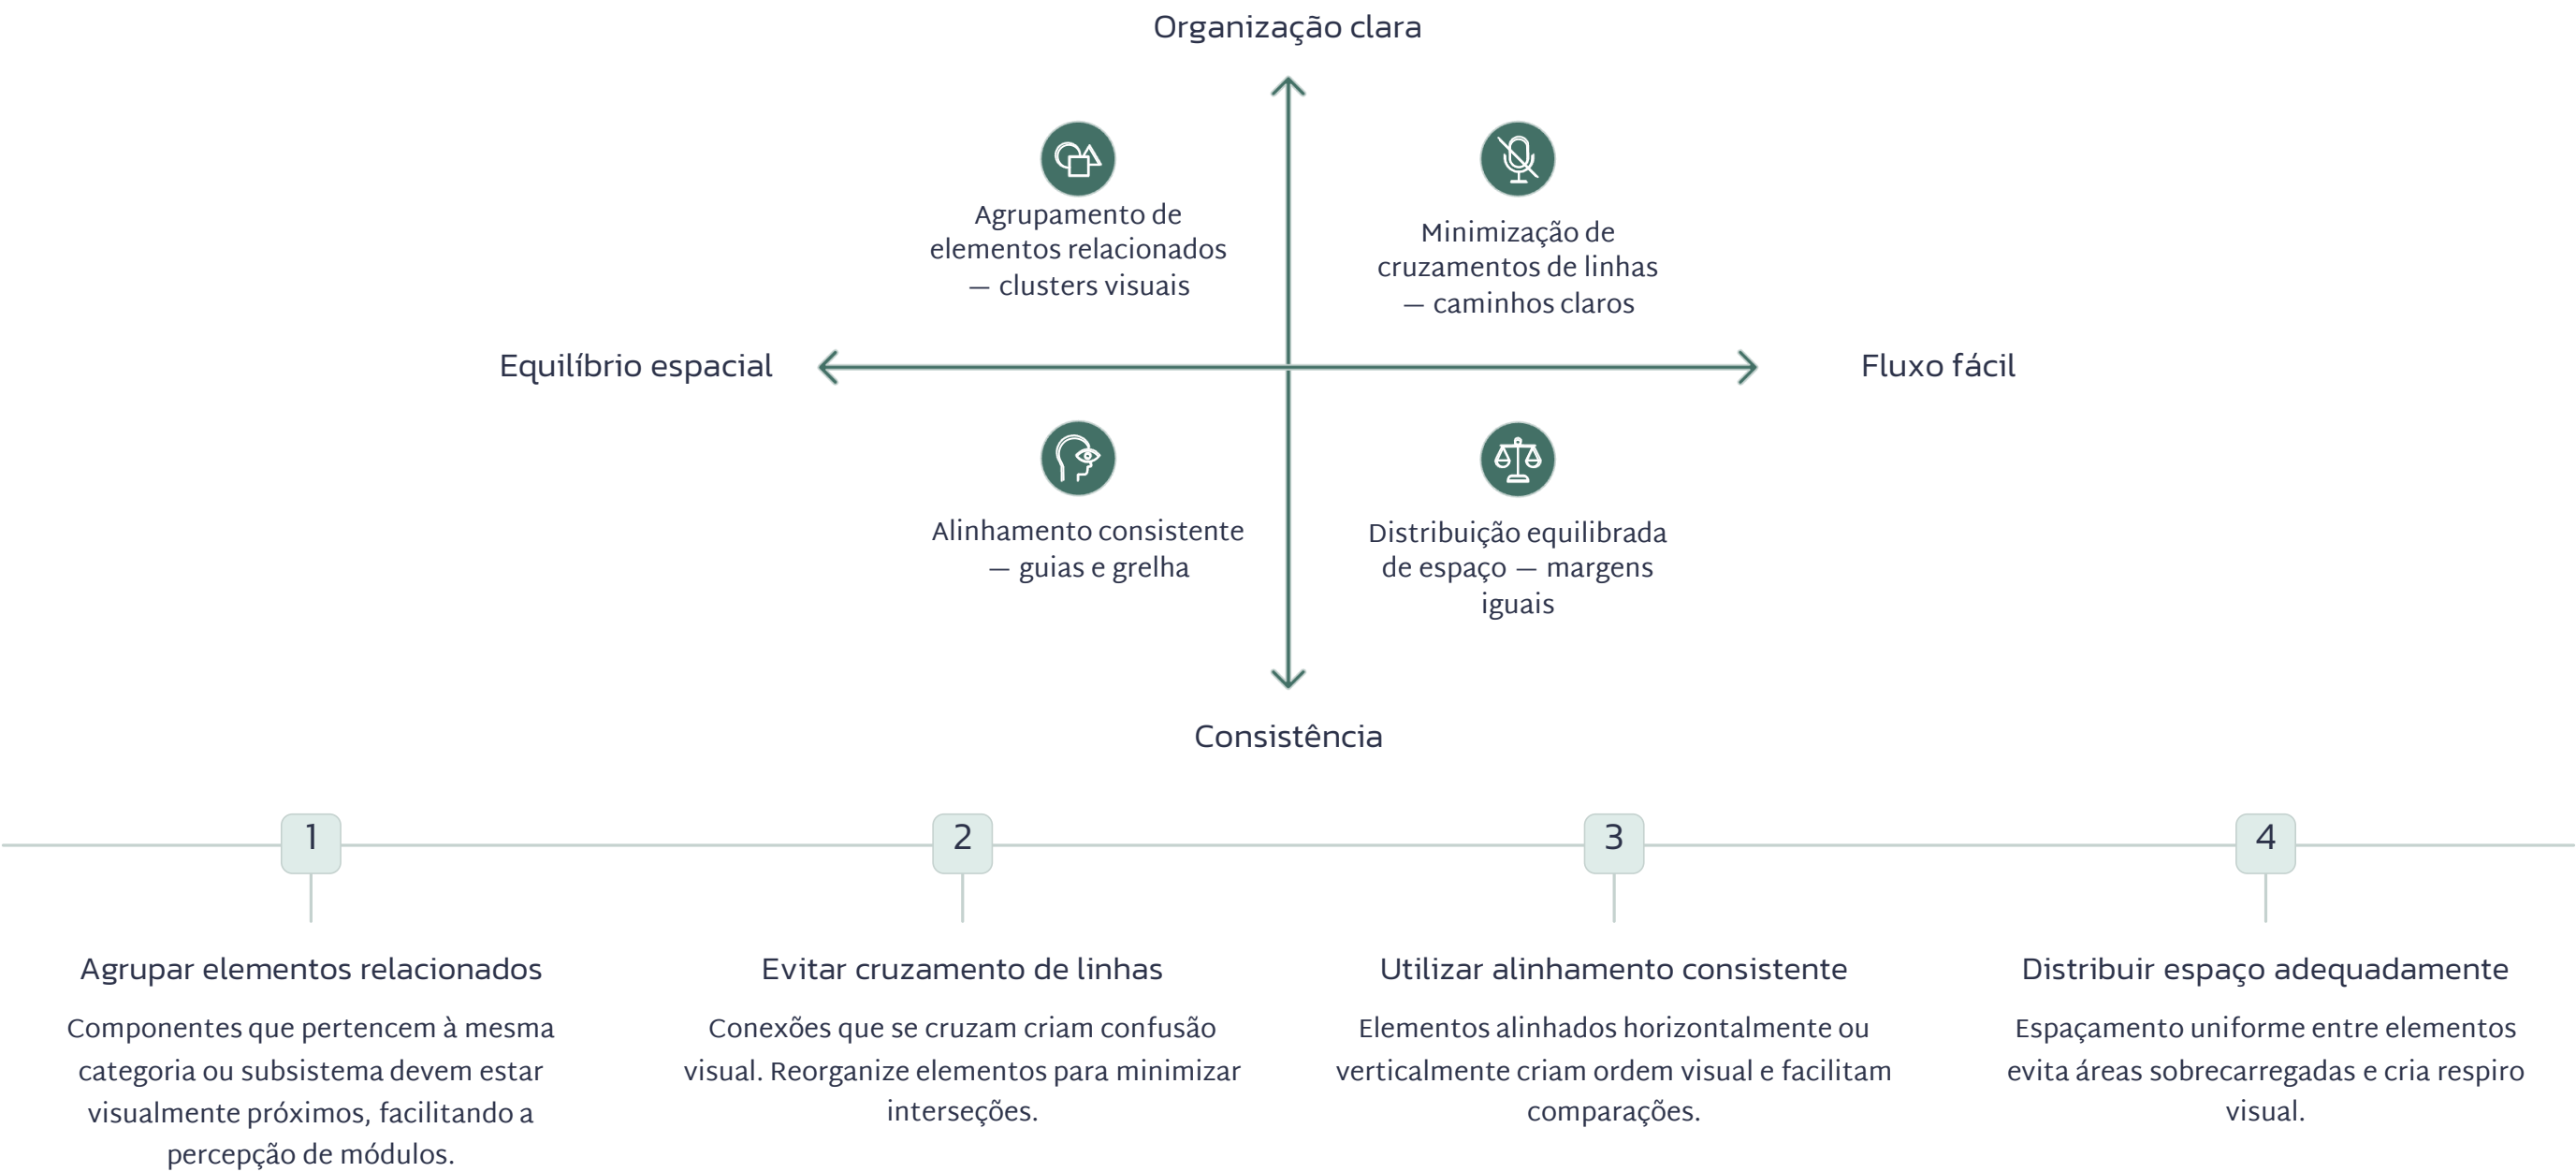 Organização clara
Agrupamento de
elementos relacionados
— clusters visuais
Minimização de
cruzamentos de linhas
— caminhos claros
Equilíbrio espacial
Fluxo fácil
Alinhamento consistente
— guias e grelha
Distribuição equilibrada
de espaço — margens
iguais
Consistência
1
2
3
4
Agrupar elementos relacionados
Componentes que pertencem à mesma
categoria ou subsistema devem estar
visualmente próximos, facilitando a
percepção de módulos.
Evitar cruzamento de linhas
Conexões que se cruzam criam confusão
visual. Reorganize elementos para minimizar
interseções.
Utilizar alinhamento consistente
Elementos alinhados horizontalmente ou
verticalmente criam ordem visual e facilitam
comparações.
Distribuir espaço adequadamente
Espaçamento uniforme entre elementos
evita áreas sobrecarregadas e cria respiro
visual.